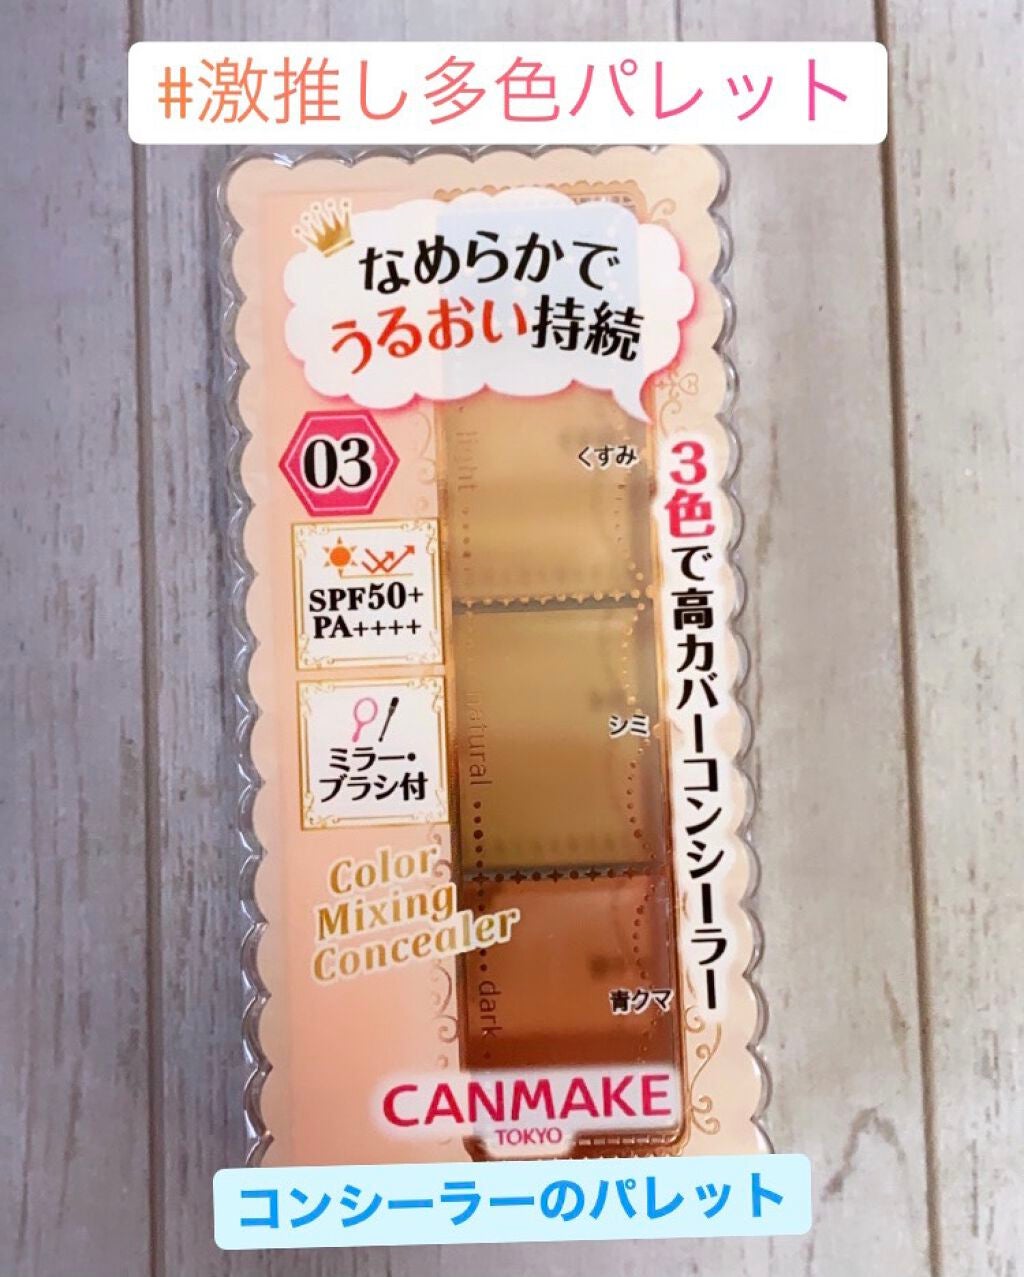 #激推し多色パレット
なめらかで
うるおい持続
03
SPF50+
PA++++
ミラー・
ブラシ付
Color
Mixing
Concealer
light
くすみ
natural
シミ
dark
青クマ
3色で高カバーコンシーラー
CANMAKE
TOKYO
コンシーラーのパレット